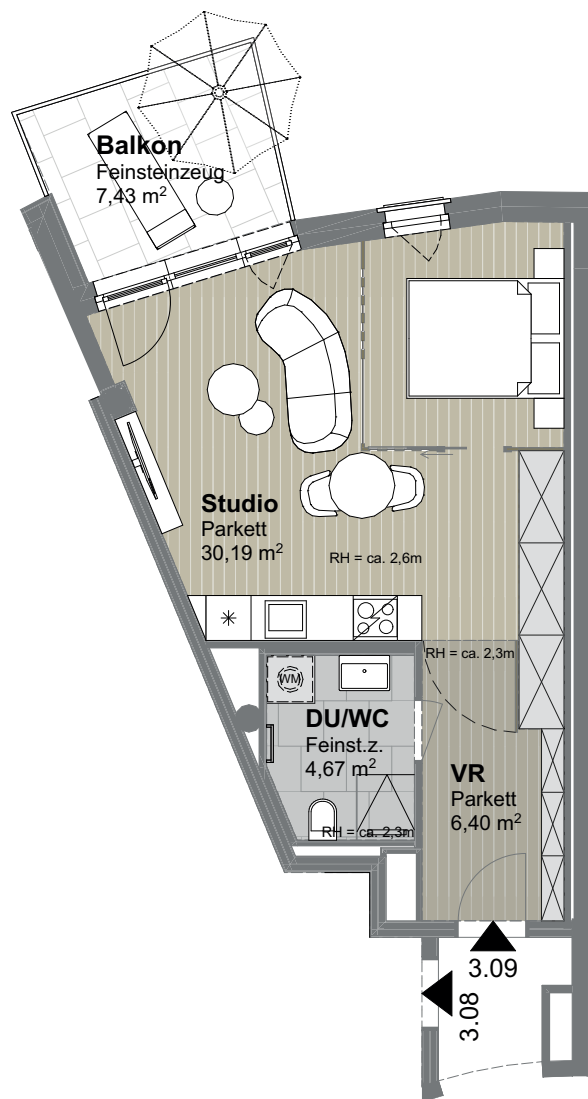 Balkon
Feinsteinzeug
7,43 m²
Studio
Parkett
30,19 m²
RH = ca. 2,6m
RH = ca. 2,3m
WM
DU/WC
Feinst.z.
4,67 m²
RH = ca. 2,3m
VR
Parkett
6,40 m²
3.09
3.08